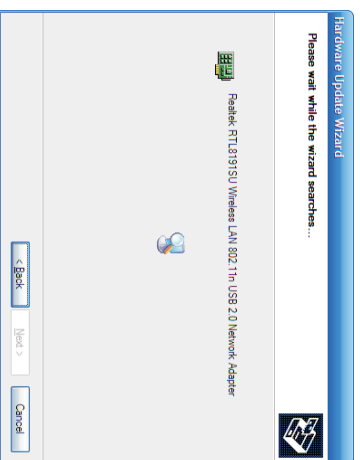 Hardware Update Wizard
Please wait while the wizard searches...
Realtek RTL8191SU Wireless LAN 802.11n USB 2.0 Network Adapter
< Back
Next >
Cancel